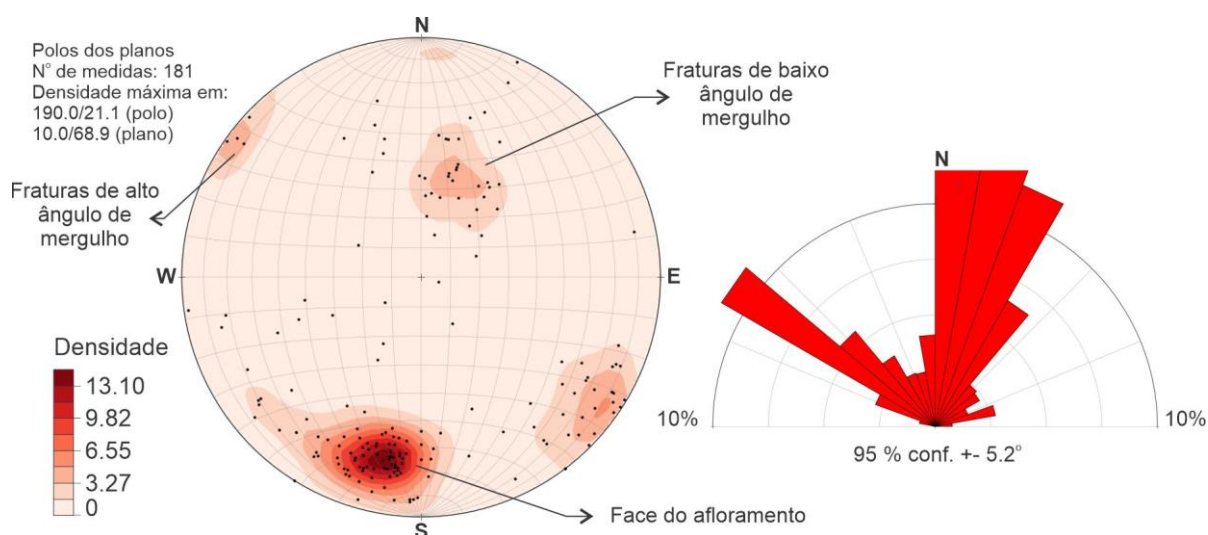 Polos dos planos
N° de medidas: 181
Densidade máxima em:
190.0/21.1 (polo)
10.0/68.9 (plano)
N
Fraturas de baixo
ângulo de
mergulho
Fraturas de alto
ângulo de
mergulho
W
E
S
Face do afloramento
Densidade
13.10
9.82
6.55
3.27
0
N
10%
10%
95 % conf. +- 5.2°